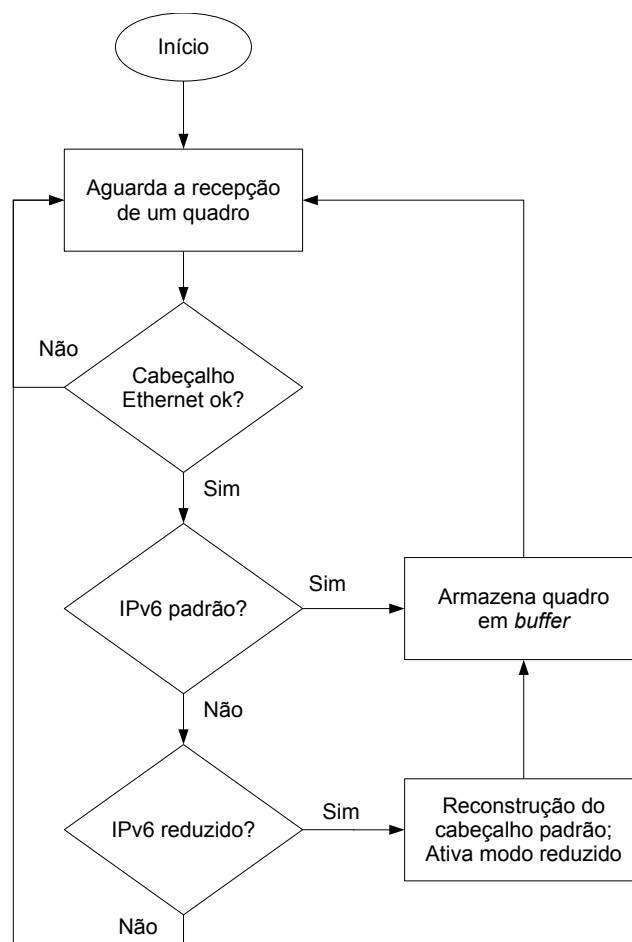 Início
Aguarda a recepção
de um quadro
Não
Cabeçalho
Ethernet ok?
Sim
IPv6 padrão?
Sim
Armazena quadro
em buffer
Não
IPv6 reduzido?
Sim
Reconstrução do
cabeçalho padrão;
Ativa modo reduzido
Não